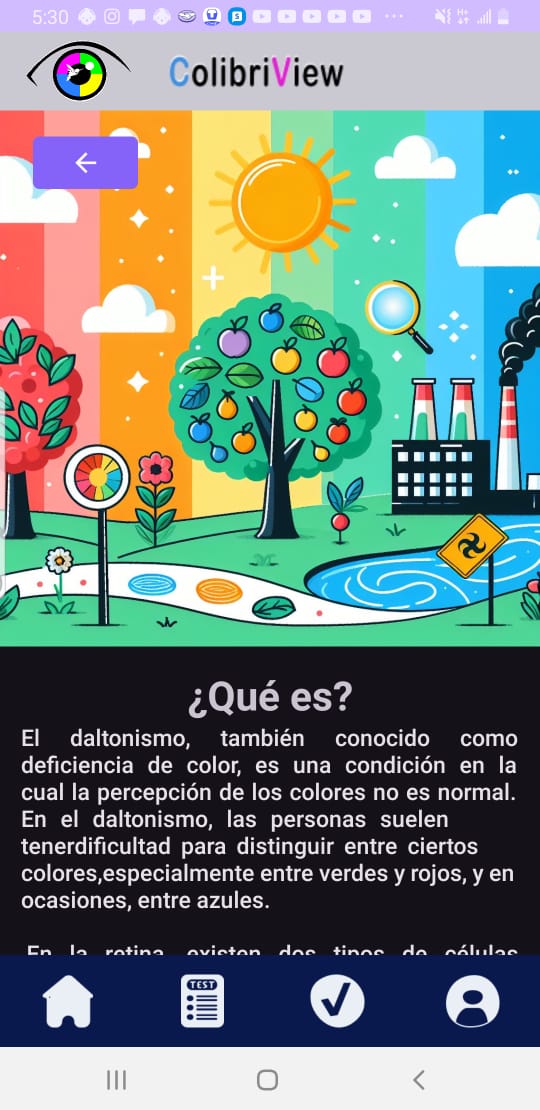 5:30
ColibriView
¿Qué es?
El daltonismo, también conocido como
deficiencia de color, es una condición en la
cual la percepción de los colores no es normal.
En el daltonismo, las personas suelen
tenerdificultad para distinguir entre ciertos
colores,especialmente entre verdes y rojos, y en
ocasiones, entre azules.
En la retina, existen dos tipos de células
TEST